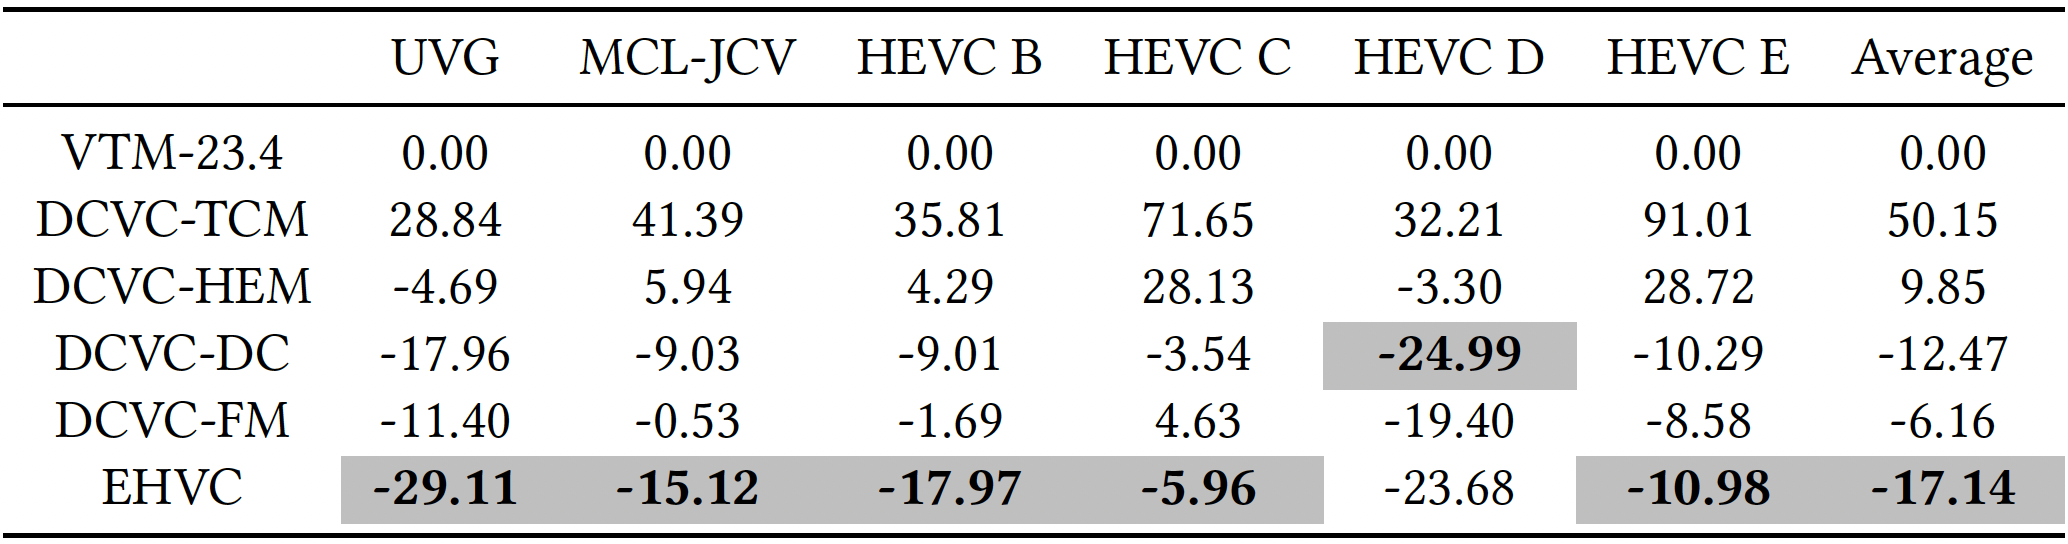 UVG MCL-JCV HEVC B HEVC C HEVC D HEVC E Average
VTM-23.4 0.00 0.00 0.00 0.00 0.00 0.00 0.00
DCVC-TCM 28.84 41.39 35.81 71.65 32.21 91.01 50.15
DCVC-HEM -4.69 5.94 4.29 28.13 -3.30 28.72 9.85
DCVC-DC -17.96 -9.03 -9.01 -3.54 -24.99 -10.29 -12.47
DCVC-FM -11.40 -0.53 -1.69 4.63 -19.40 -8.58 -6.16
EHVC -29.11 -15.12 -17.97 -5.96 -23.68 -10.98 -17.14